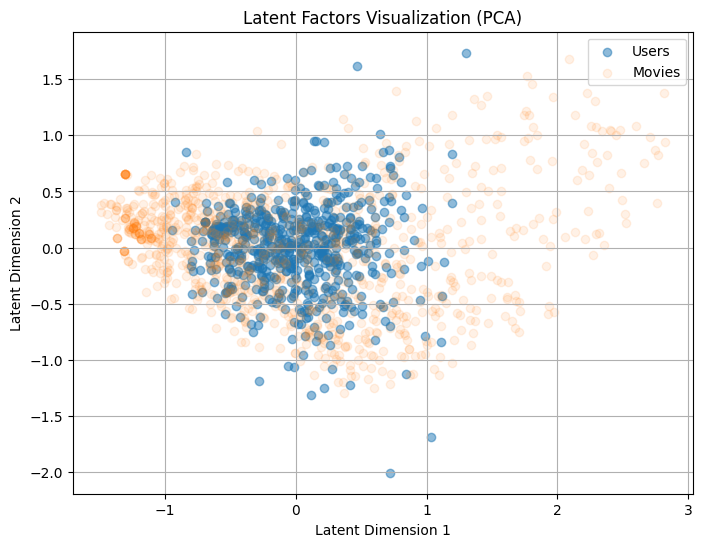 Latent Factors Visualization (PCA)
Users
Movies
1.5
1.0
0.5
0.0
−0.5
−1.0
−1.5
−2.0
Latent Dimension 2
−1
0
1
2
3
Latent Dimension 1